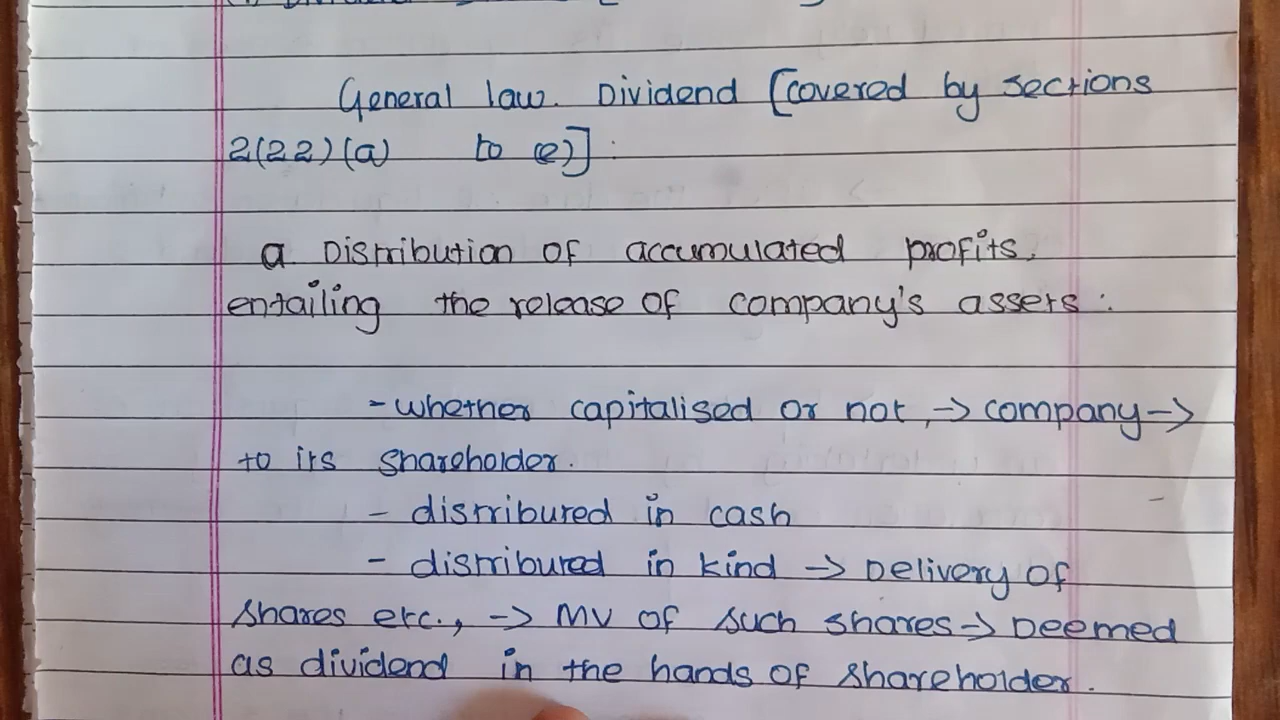 General law. Dividend [covered by sections
2(22)(a) to (e)]:
a Distribution of accumulated profits,
entailing the release of company's assets :
- whether capitalised or not, -> company ->
to its shareholder.
- distributed in cash
- distributed in kind -> Delivery of
shares etc., -> MV of such shares -> Deemed
as dividend in the hands of shareholder.